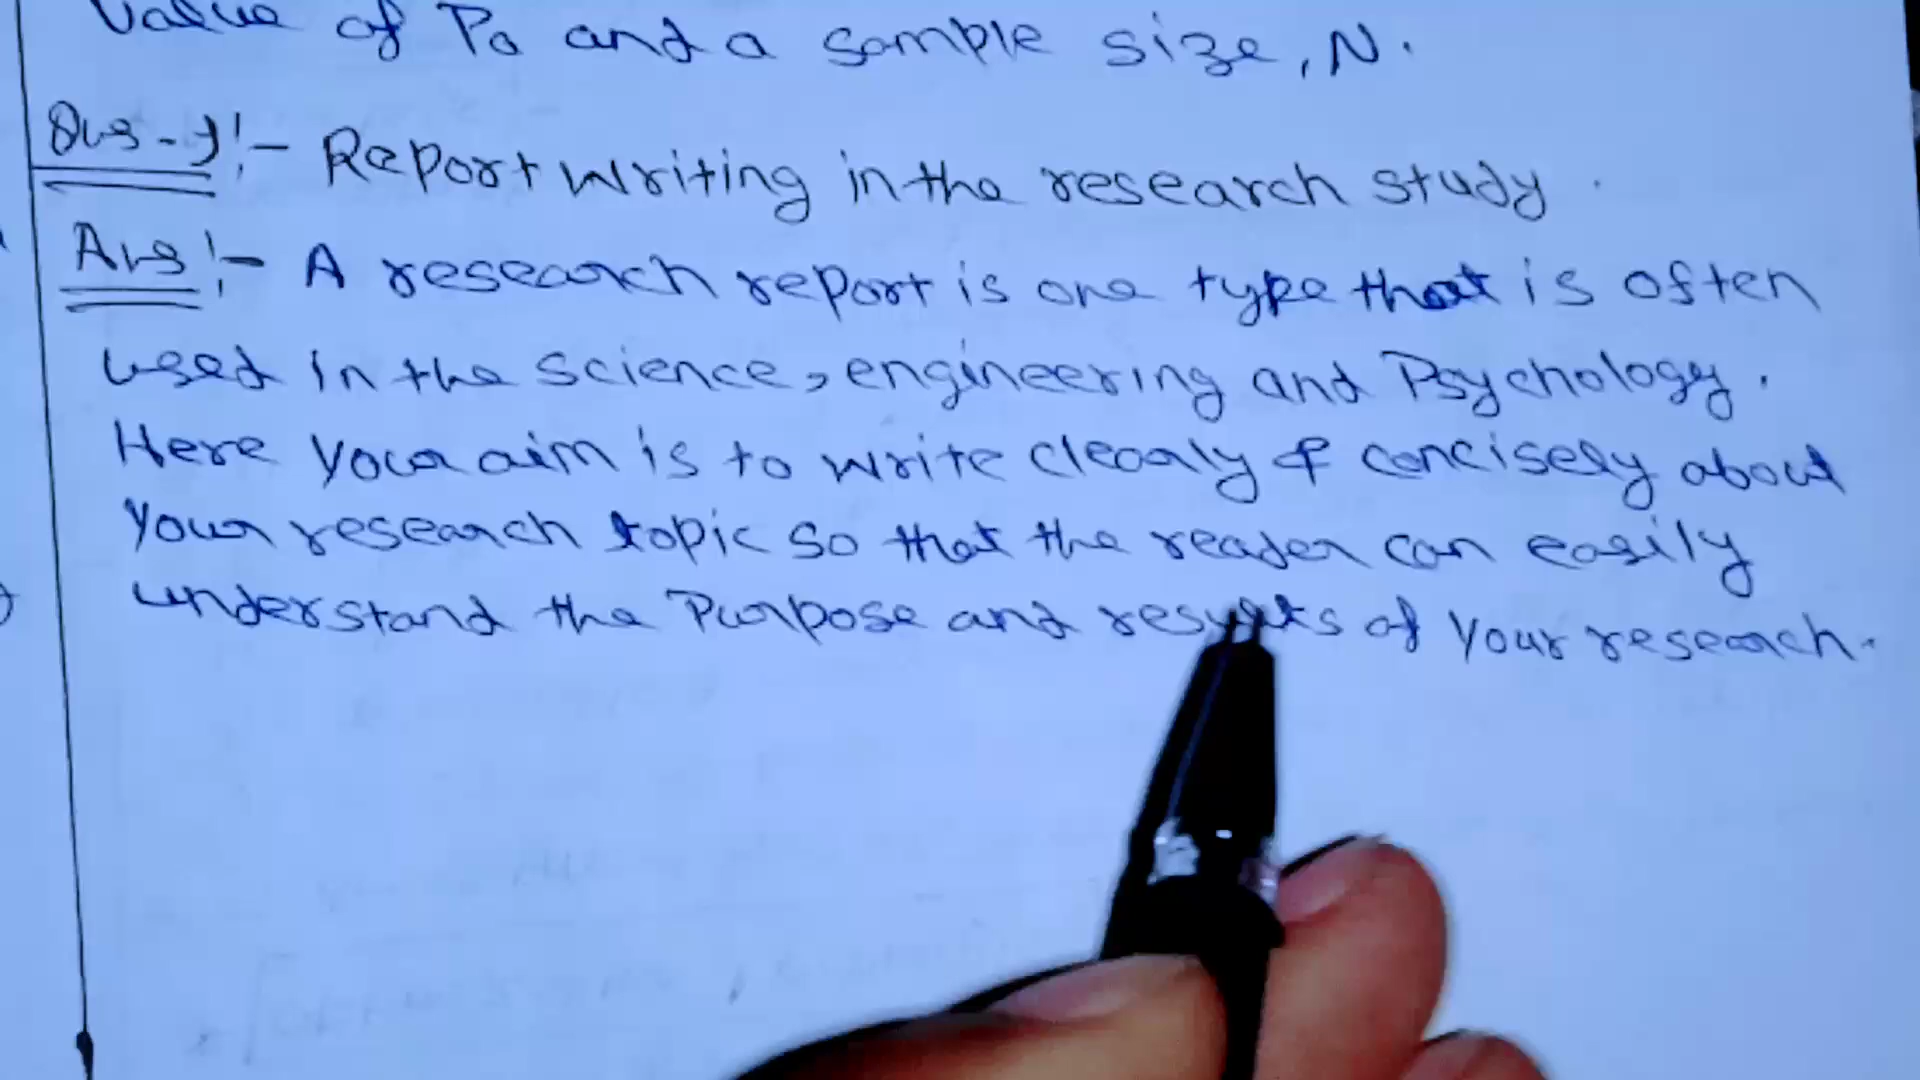 Value of Po and a sample size, N.
Qus-9:- Report writing in the research study.
Ans:- A research report is one type that is often
used in the science, engineering and Psychology.
Here your aim is to write clearly & concisely about
your research topic so that the reader can easily
understand the Purpose and results of your research.